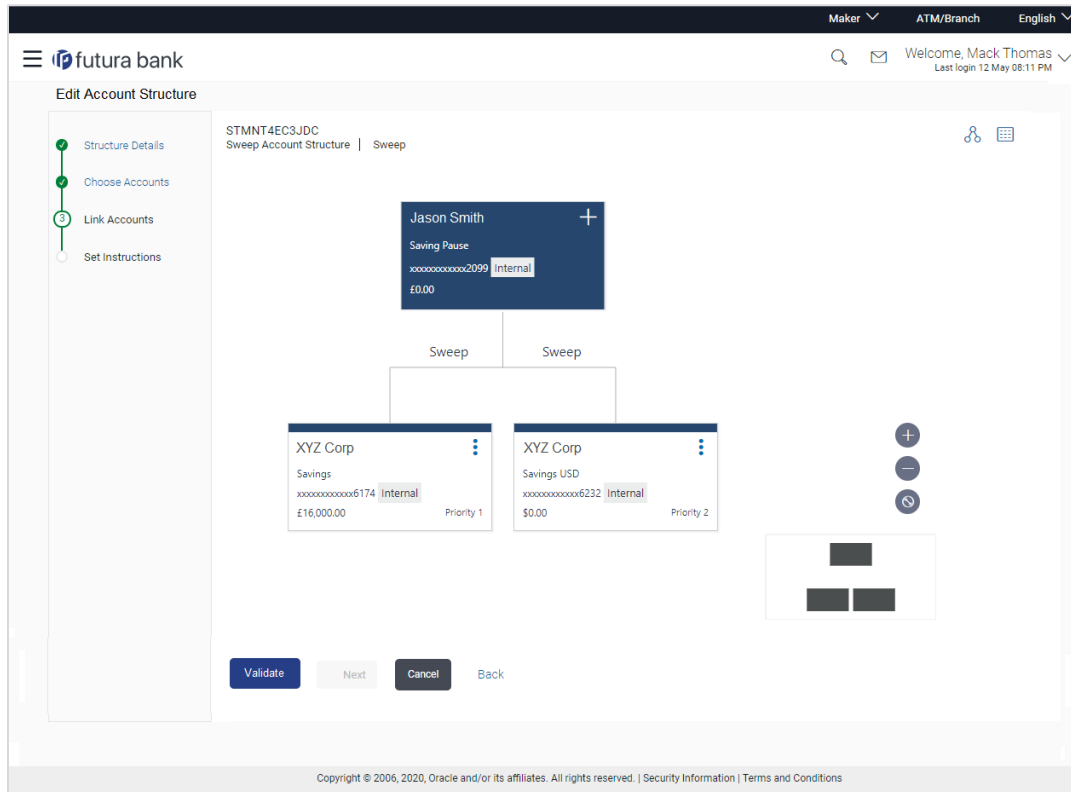 Maker ATM/Branch English
futura bank
Welcome, Mack Thomas
Last login 12 May 08:11 PM
Edit Account Structure
Structure Details
Choose Accounts
3 Link Accounts
Set Instructions
STMNT4EC3JDC
Sweep Account Structure | Sweep
Jason Smith
Saving Pause
xxxxxxxxxxxx2099 Internal
£0.00
Sweep Sweep
XYZ Corp
Savings
xxxxxxxxxxxx6174 Internal
£16,000.00 Priority 1
XYZ Corp
Savings USD
xxxxxxxxxxxx6232 Internal
$0.00 Priority 2
Validate Next Cancel Back
Copyright © 2006, 2020, Oracle and/or its affiliates. All rights reserved. | Security Information | Terms and Conditions